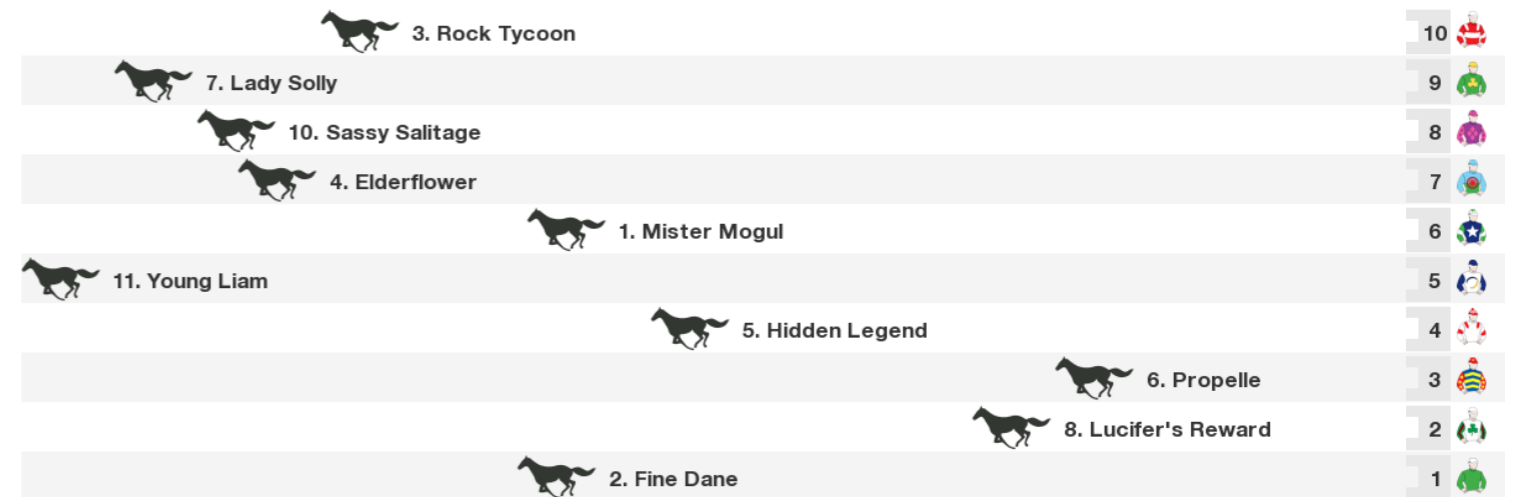 3. Rock Tycoon 10
7. Lady Solly 9
10. Sassy Salitage 8
4. Elderflower 7
1. Mister Mogul 6
11. Young Liam 5
5. Hidden Legend 4
6. Propelle 3
8. Lucifer's Reward 2
2. Fine Dane 1